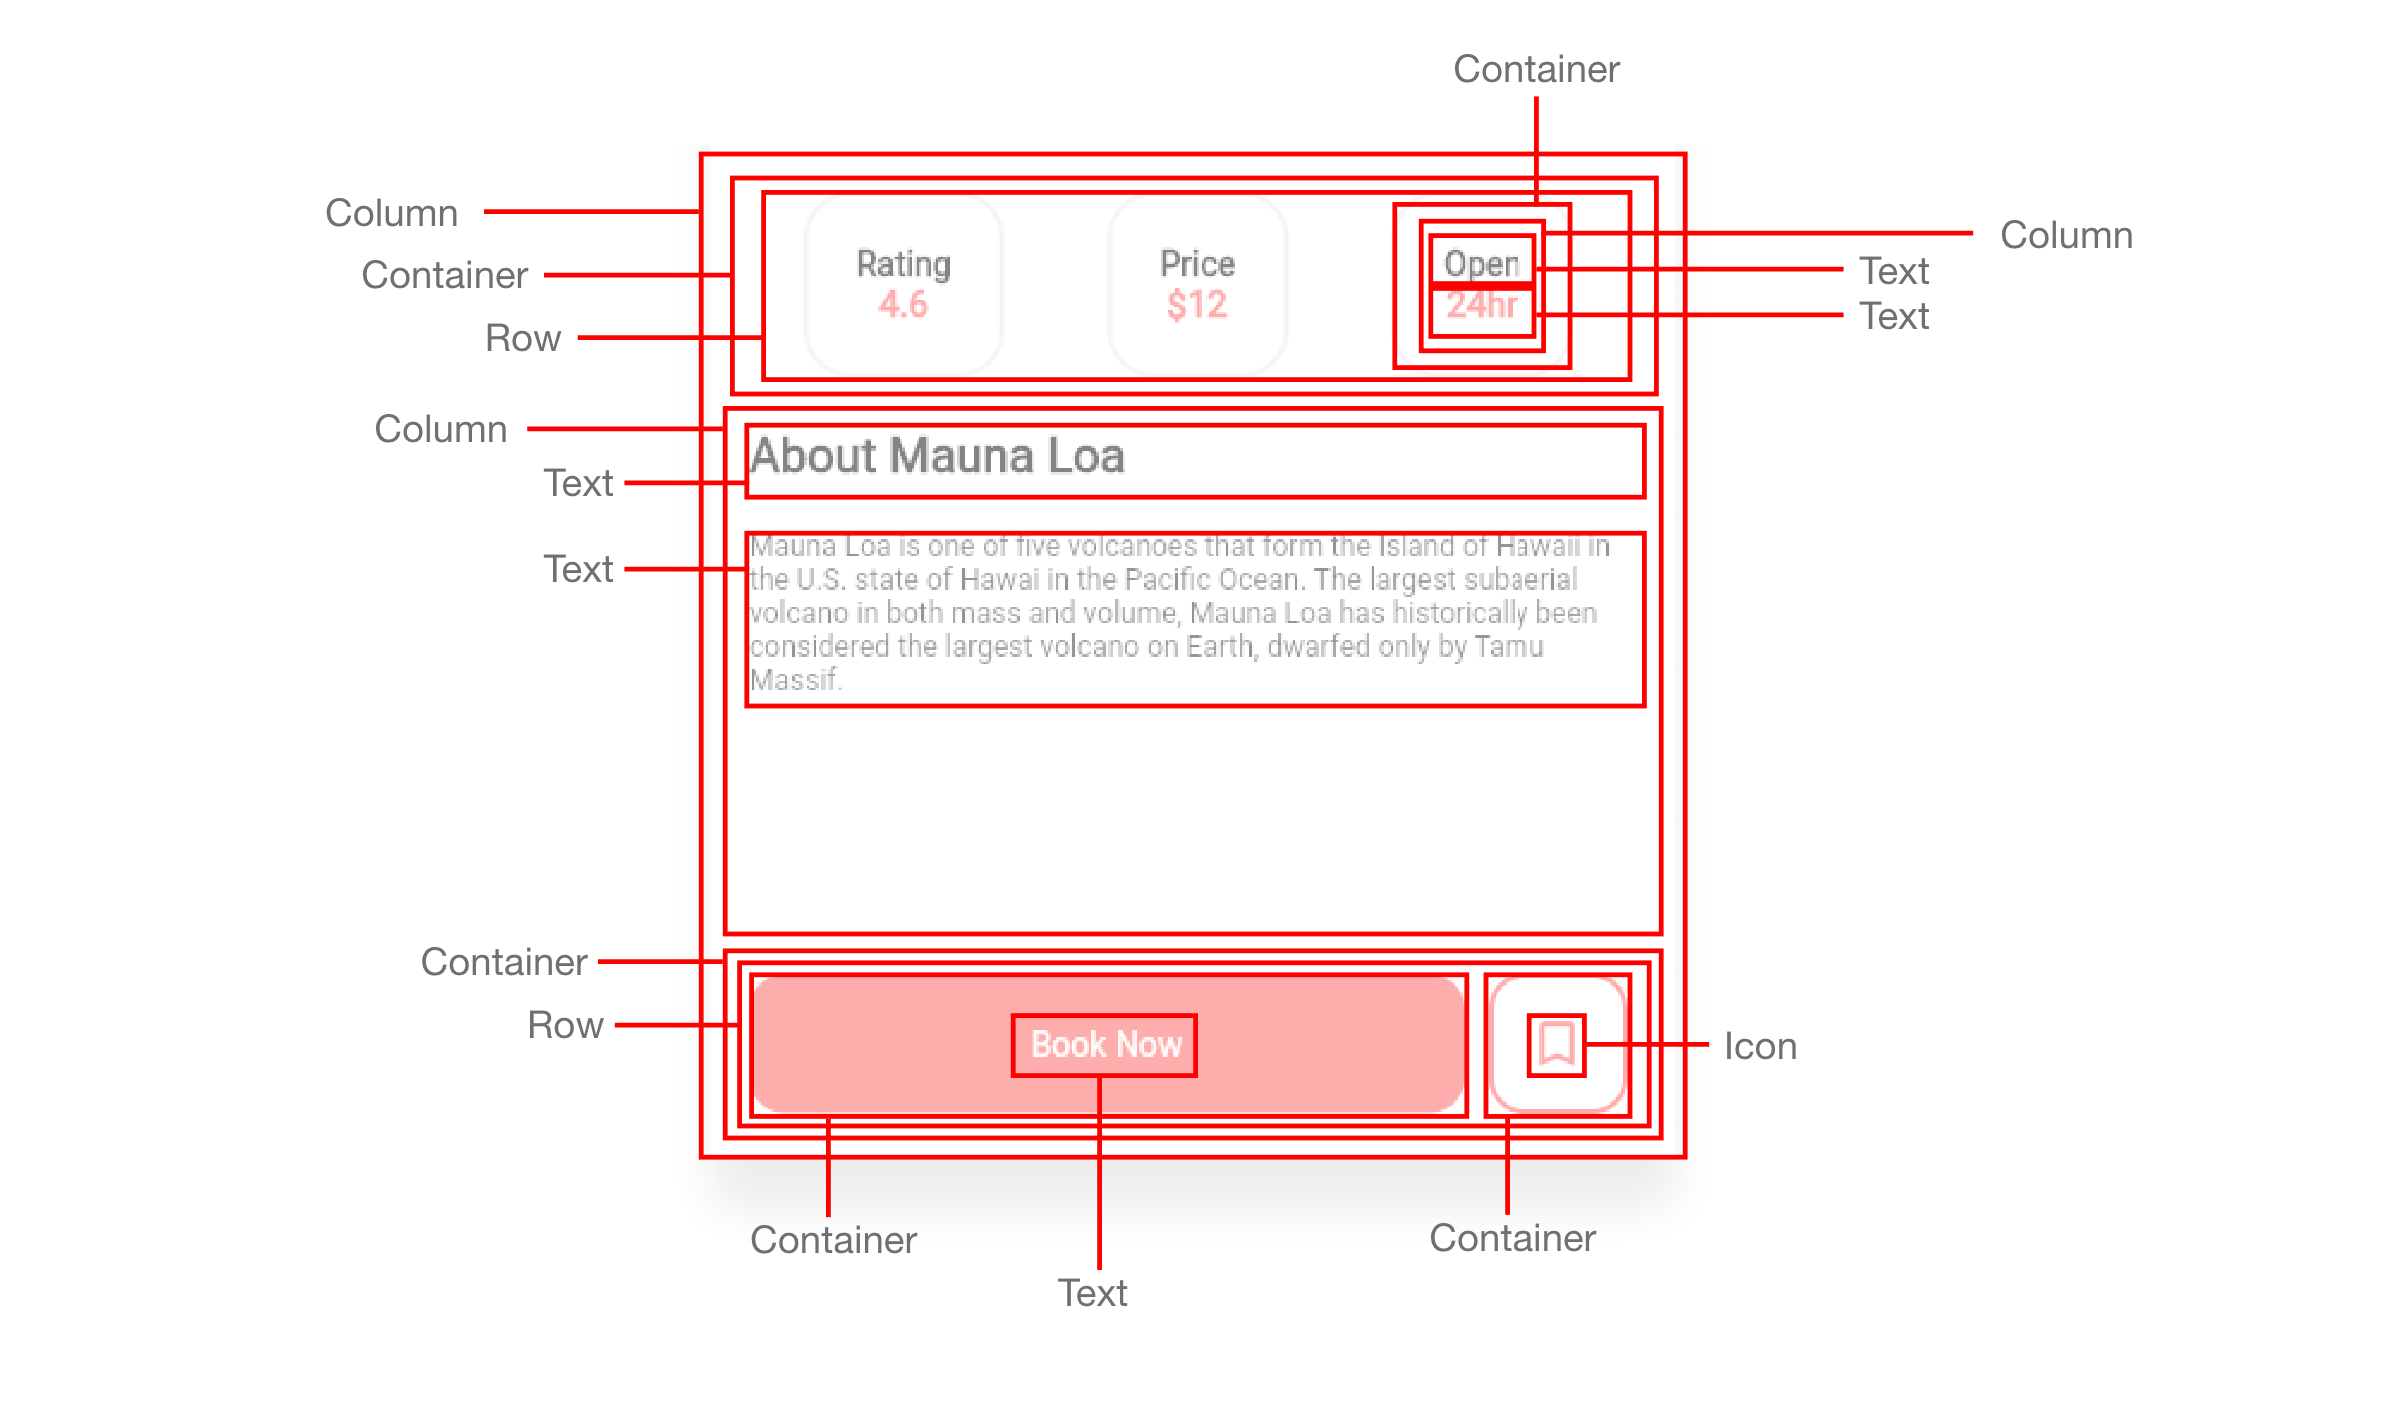 Container
Column
Container
Row
Rating
4.6
Price
$12
Open
24hr
Column
Text
Text
Column
Text
Text
About Mauna Loa
Mauna Loa is one of five volcanoes that form the Island of Hawaii in
the U.S. state of Hawai in the Pacific Ocean. The largest subaerial
volcano in both mass and volume, Mauna Loa has historically been
considered the largest volcano on Earth, dwarfed only by Tamu
Massif.
Container
Row
Book Now
Icon
Container
Text
Container